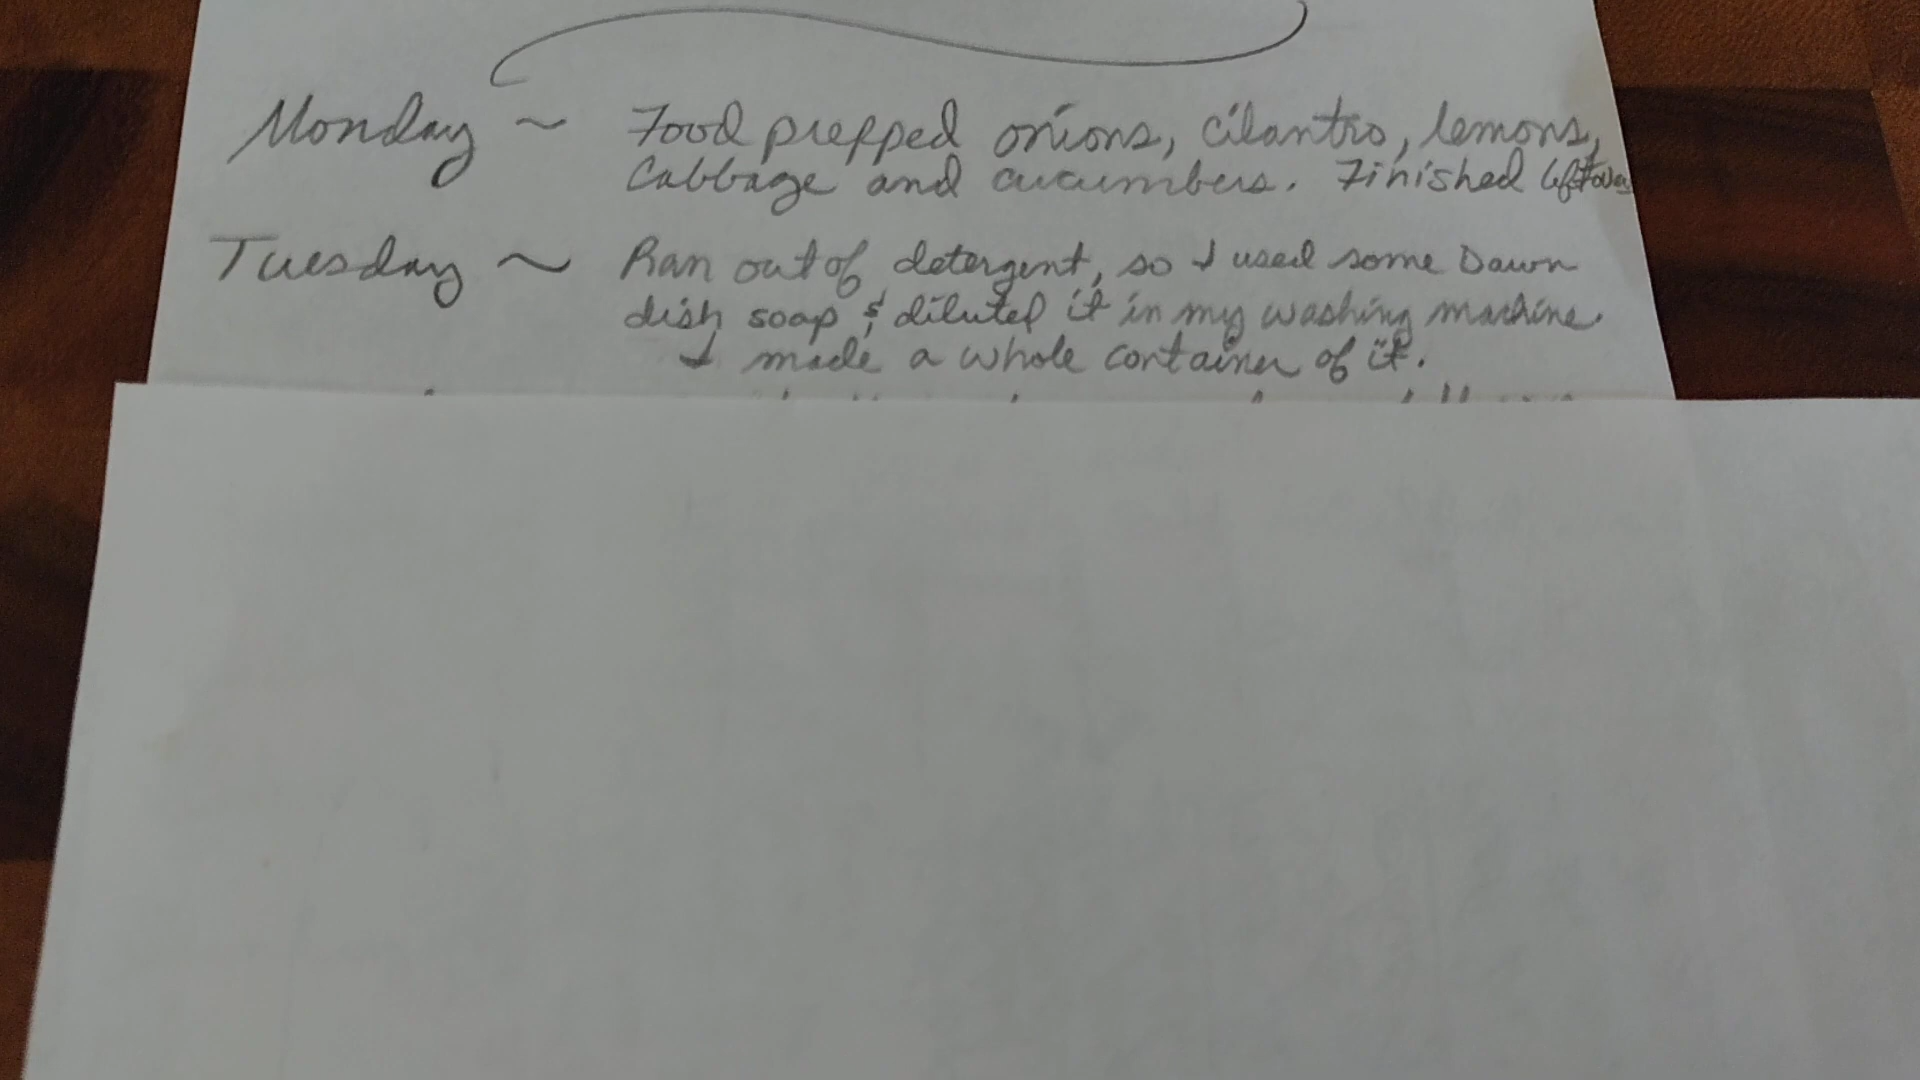 Monday ~ Food prepped onions, cilantro, lemons,
Cabbage and cucumbers. Finished leftovers
Tuesday ~ Ran out of detergent, so I used some Dawn
dish soap & diluted it in my washing machine.
I made a whole container of it.